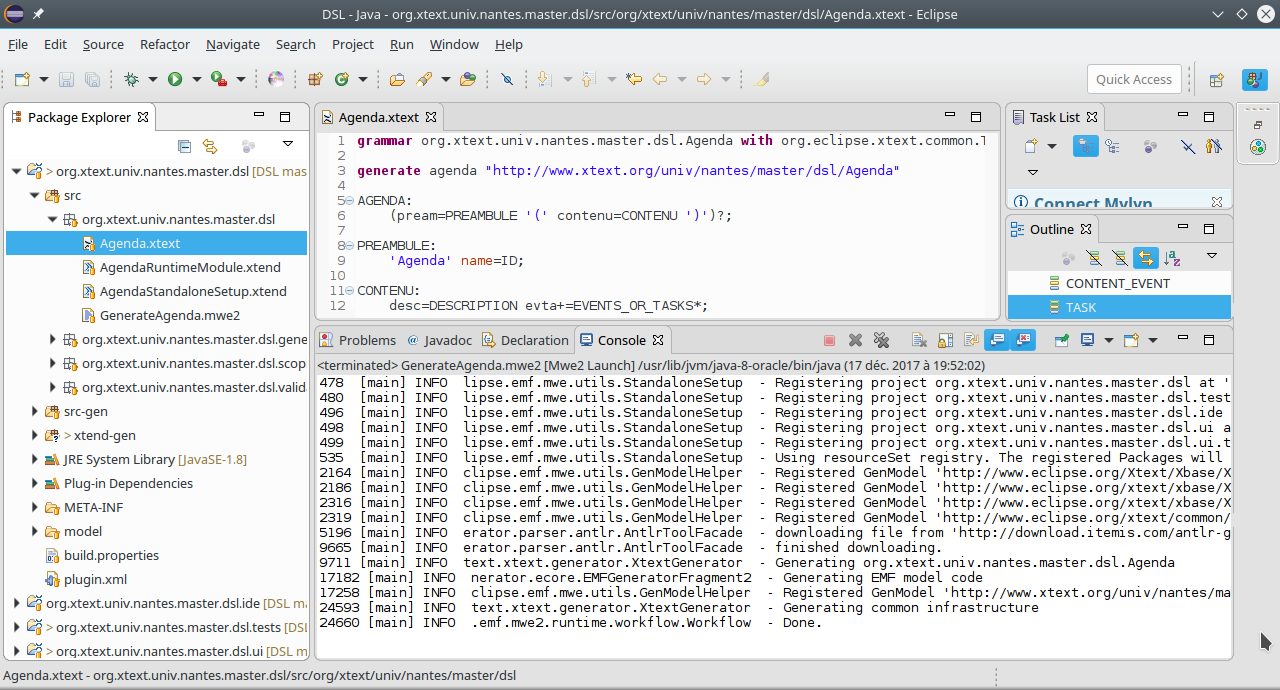 DSL - Java - org.xtext.univ.nantes.master.dsl/src/org/xtext/univ/nantes/master/dsl/Agenda.xtext - Eclipse
File Edit Source Refactor Navigate Search Project Run Window Help
Quick Access
Package Explorer
> org.xtext.univ.nantes.master.dsl [DSL mas
src
org.xtext.univ.nantes.master.dsl
Agenda.xtext
AgendaRuntimeModule.xtend
AgendaStandaloneSetup.xtend
GenerateAgenda.mwe2
org.xtext.univ.nantes.master.dsl.gene
org.xtext.univ.nantes.master.dsl.scop
org.xtext.univ.nantes.master.dsl.valid
src-gen
> xtend-gen
JRE System Library [JavaSE-1.8]
Plug-in Dependencies
META-INF
model
build.properties
plugin.xml
org.xtext.univ.nantes.master.dsl.ide [DSL m
> org.xtext.univ.nantes.master.dsl.tests [DSL
> org.xtext.univ.nantes.master.dsl.ui [DSL m
Agenda.xtext
1 grammar org.xtext.univ.nantes.master.dsl.Agenda with org.eclipse.xtext.common.T
2
3 generate agenda "http://www.xtext.org/univ/nantes/master/dsl/Agenda"
4
5 AGENDA:
6 (pream=PREAMBULE '(' contenu=CONTENU ')')?;
7
8 PREAMBULE:
9 'Agenda' name=ID;
10
11 CONTENU:
12 desc=DESCRIPTION evta+=EVENTS_OR_TASKS*;
Task List
Connect Mylyn
Outline
CONTENT_EVENT
TASK
Problems @ Javadoc Declaration Console
<terminated> GenerateAgenda.mwe2 [Mwe2 Launch] /usr/lib/jvm/java-8-oracle/bin/java (17 déc. 2017 à 19:52:02)
478 [main] INFO lipse.emf.mwe.utils.StandaloneSetup - Registering project org.xtext.univ.nantes.master.dsl at '
480 [main] INFO lipse.emf.mwe.utils.StandaloneSetup - Registering project org.xtext.univ.nantes.master.dsl.test
496 [main] INFO lipse.emf.mwe.utils.StandaloneSetup - Registering project org.xtext.univ.nantes.master.dsl.ide
498 [main] INFO lipse.emf.mwe.utils.StandaloneSetup - Registering project org.xtext.univ.nantes.master.dsl.ui a
499 [main] INFO lipse.emf.mwe.utils.StandaloneSetup - Registering project org.xtext.univ.nantes.master.dsl.ui.t
535 [main] INFO lipse.emf.mwe.utils.StandaloneSetup - Using resourceSet registry. The registered Packages will
2164 [main] INFO clipse.emf.mwe.utils.GenModelHelper - Registered GenModel 'http://www.eclipse.org/Xtext/Xbase/X
2186 [main] INFO clipse.emf.mwe.utils.GenModelHelper - Registered GenModel 'http://www.eclipse.org/xtext/xbase/X
2316 [main] INFO clipse.emf.mwe.utils.GenModelHelper - Registered GenModel 'http://www.eclipse.org/xtext/xbase/X
2319 [main] INFO clipse.emf.mwe.utils.GenModelHelper - Registered GenModel 'http://www.eclipse.org/xtext/common/
5196 [main] INFO erator.parser.antlr.AntlrToolFacade - downloading file from 'http://download.itemis.com/antlr-g
9665 [main] INFO erator.parser.antlr.AntlrToolFacade - finished downloading.
9711 [main] INFO text.xtext.generator.XtextGenerator - Generating org.xtext.univ.nantes.master.dsl.Agenda
17182 [main] INFO nerator.ecore.EMFGeneratorFragment2 - Generating EMF model code
17258 [main] INFO clipse.emf.mwe.utils.GenModelHelper - Registered GenModel 'http://www.xtext.org/univ/nantes/ma
24593 [main] INFO text.xtext.generator.XtextGenerator - Generating common infrastructure
24660 [main] INFO .emf.mwe2.runtime.workflow.Workflow - Done.
Agenda.xtext - org.xtext.univ.nantes.master.dsl/src/org/xtext/univ/nantes/master/dsl